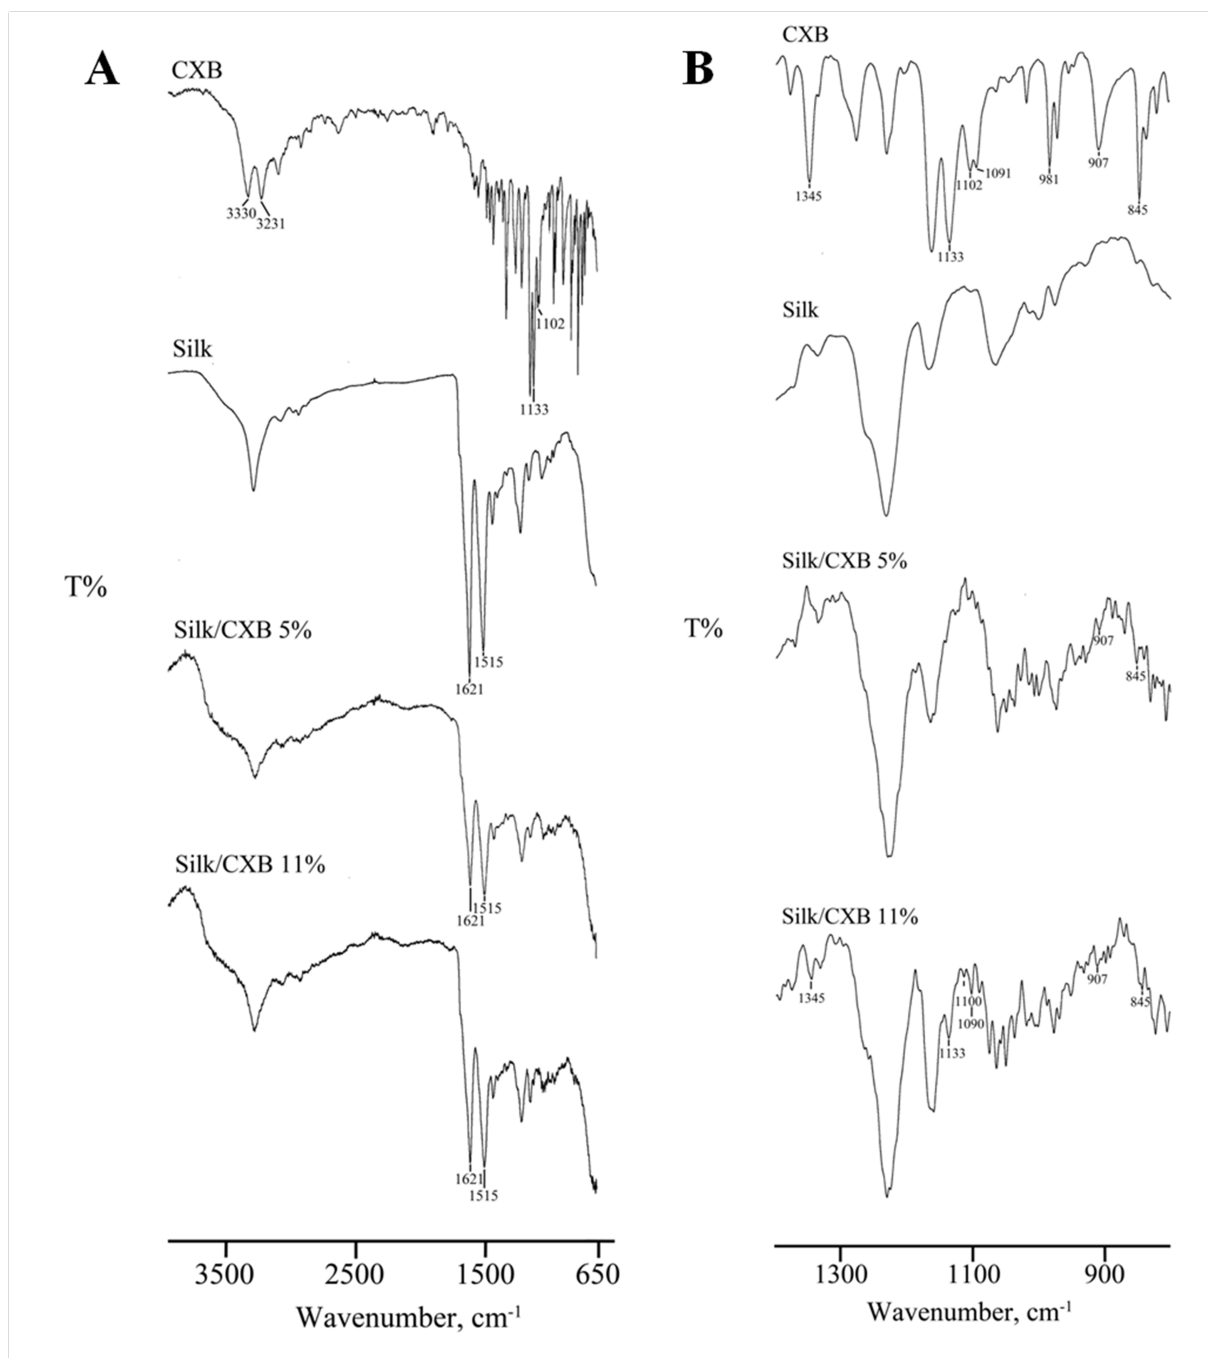 A
CXB
3330
3231
1102
1133
Silk
1515
1621
T%
Silk/CXB 5%
1515
1621
Silk/CXB 11%
1621
1515
3500 2500 1500 650
Wavenumber, cm-1
B
CXB
1345
1133
1102
1091
981
907
845
Silk
Silk/CXB 5%
T%
907
845
Silk/CXB 11%
1345
1133
1100
1090
907
845
1300 1100 900
Wavenumber, cm-1